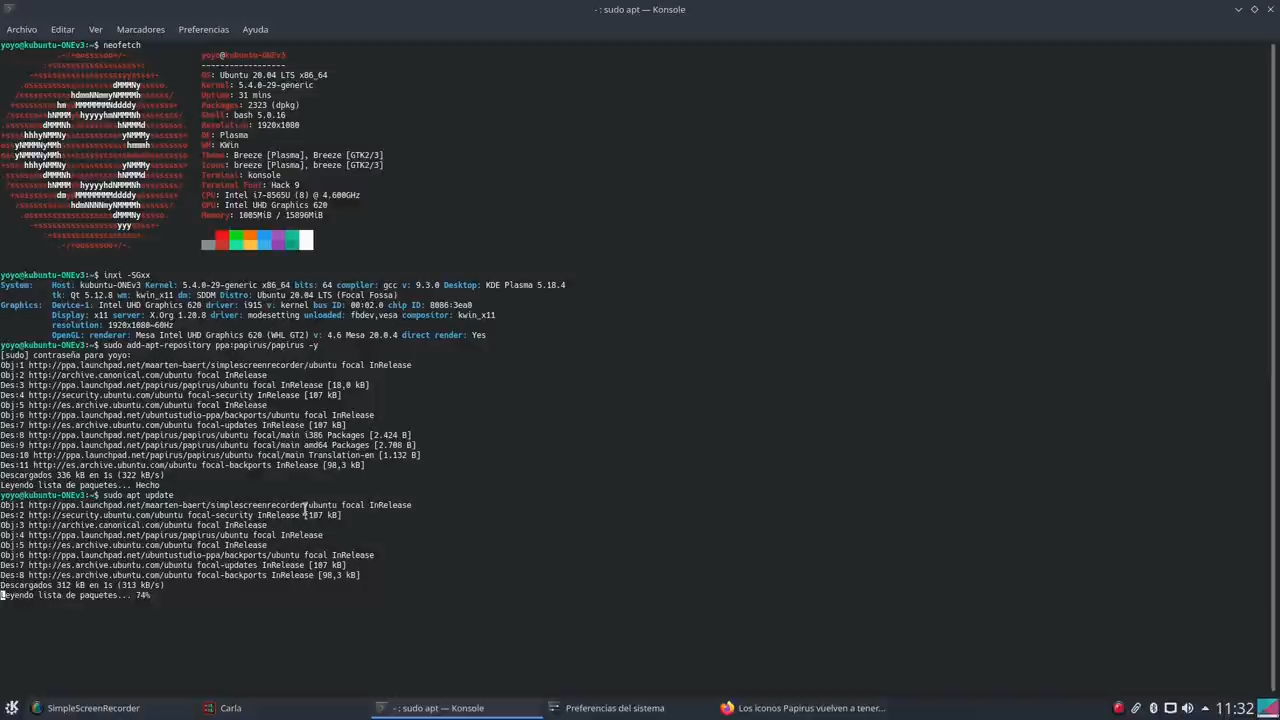 - : sudo apt — Konsole
Archivo Editar Ver Marcadores Preferencias Ayuda
yoyo@kubuntu-ONEv3:~$ neofetch
yoyo@kubuntu-ONEv3
------------------
OS: Ubuntu 20.04 LTS x86_64
Kernel: 5.4.0-29-generic
Uptime: 31 mins
Packages: 2323 (dpkg)
Shell: bash 5.0.16
Resolution: 1920x1080
DE: Plasma
WM: KWin
Theme: Breeze [Plasma], Breeze [GTK2/3]
Icons: breeze [Plasma], breeze [GTK2/3]
Terminal: konsole
Terminal Font: Hack 9
CPU: Intel i7-8565U (8) @ 4.600GHz
GPU: Intel UHD Graphics 620
Memory: 1005MiB / 15896MiB
yoyo@kubuntu-ONEv3:~$ inxi -SGxx
System: Host: kubuntu-ONEv3 Kernel: 5.4.0-29-generic x86_64 bits: 64 compiler: gcc v: 9.3.0 Desktop: KDE Plasma 5.18.4
tk: Qt 5.12.8 wm: kwin_x11 dm: SDDM Distro: Ubuntu 20.04 LTS (Focal Fossa)
Graphics: Device-1: Intel UHD Graphics 620 driver: i915 v: kernel bus ID: 00:02.0 chip ID: 8086:3ea0
Display: x11 server: X.Org 1.20.8 driver: modesetting unloaded: fbdev,vesa compositor: kwin_x11
resolution: 1920x1080~60Hz
OpenGL: renderer: Mesa Intel UHD Graphics 620 (WHL GT2) v: 4.6 Mesa 20.0.4 direct render: Yes
yoyo@kubuntu-ONEv3:~$ sudo add-apt-repository ppa:papirus/papirus -y
[sudo] contraseña para yoyo:
Obj:1 http://ppa.launchpad.net/maarten-baert/simplescreenrecorder/ubuntu focal InRelease
Obj:2 http://archive.canonical.com/ubuntu focal InRelease
Des:3 http://ppa.launchpad.net/papirus/papirus/ubuntu focal InRelease [18,0 kB]
Des:4 http://security.ubuntu.com/ubuntu focal-security InRelease [107 kB]
Obj:5 http://es.archive.ubuntu.com/ubuntu focal InRelease
Obj:6 http://ppa.launchpad.net/ubuntustudio-ppa/backports/ubuntu focal InRelease
Des:7 http://es.archive.ubuntu.com/ubuntu focal-updates InRelease [107 kB]
Des:8 http://ppa.launchpad.net/papirus/papirus/ubuntu focal/main i386 Packages [2.424 B]
Des:9 http://ppa.launchpad.net/papirus/papirus/ubuntu focal/main amd64 Packages [2.708 B]
Des:10 http://ppa.launchpad.net/papirus/papirus/ubuntu focal/main Translation-en [1.132 B]
Des:11 http://es.archive.ubuntu.com/ubuntu focal-backports InRelease [98,3 kB]
Descargados 336 kB en 1s (322 kB/s)
Leyendo lista de paquetes... Hecho
yoyo@kubuntu-ONEv3:~$ sudo apt update
Obj:1 http://ppa.launchpad.net/maarten-baert/simplescreenrecorder/ubuntu focal InRelease
Des:2 http://security.ubuntu.com/ubuntu focal-security InRelease [107 kB]
Obj:3 http://archive.canonical.com/ubuntu focal InRelease
Obj:4 http://ppa.launchpad.net/papirus/papirus/ubuntu focal InRelease
Obj:5 http://es.archive.ubuntu.com/ubuntu focal InRelease
Obj:6 http://ppa.launchpad.net/ubuntustudio-ppa/backports/ubuntu focal InRelease
Des:7 http://es.archive.ubuntu.com/ubuntu focal-updates InRelease [107 kB]
Des:8 http://es.archive.ubuntu.com/ubuntu focal-backports InRelease [98,3 kB]
Descargados 312 kB en 1s (313 kB/s)
Leyendo lista de paquetes... 74%
SimpleScreenRecorder Carla - : sudo apt — Konsole Preferencias del sistema Los iconos Papirus vuelven a tener... 11:32